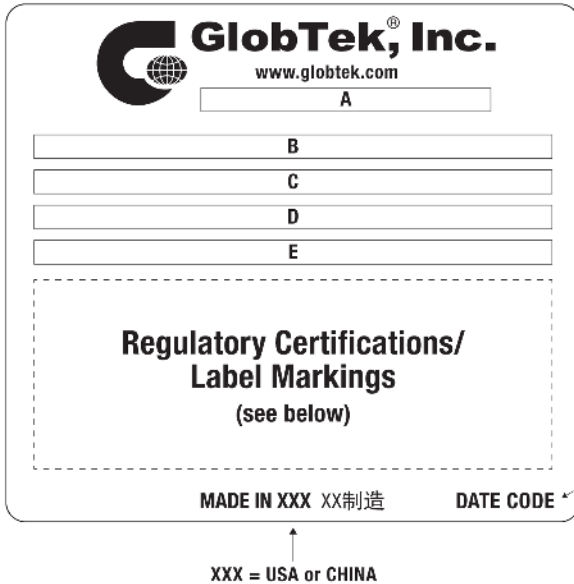 GlobTek,® Inc.
www.globtek.com
A
B
C
D
E
Regulatory Certifications/
Label Markings
(see below)
MADE IN XXX XX制造 DATE CODE
XXX = USA or CHINA